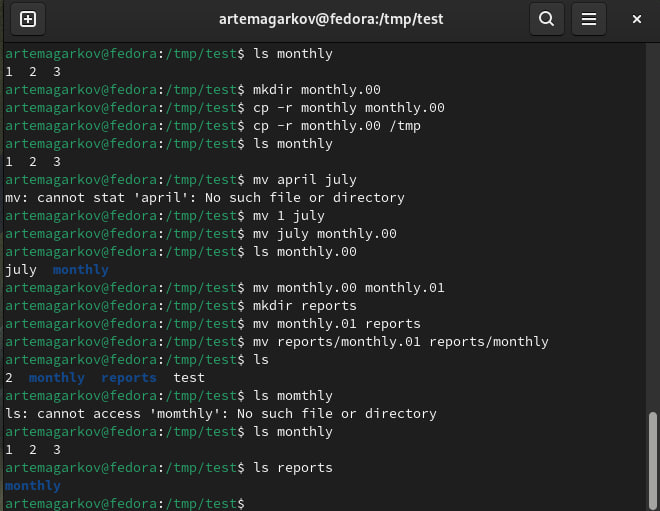 artemagarkov@fedora:/tmp/test
artemagarkov@fedora:/tmp/test$ ls monthly
1  2  3
artemagarkov@fedora:/tmp/test$ mkdir monthly.00
artemagarkov@fedora:/tmp/test$ cp -r monthly monthly.00
artemagarkov@fedora:/tmp/test$ cp -r monthly.00 /tmp
artemagarkov@fedora:/tmp/test$ ls monthly
1  2  3
artemagarkov@fedora:/tmp/test$ mv april july
mv: cannot stat 'april': No such file or directory
artemagarkov@fedora:/tmp/test$ mv 1 july
artemagarkov@fedora:/tmp/test$ mv july monthly.00
artemagarkov@fedora:/tmp/test$ ls monthly.00
july  monthly
artemagarkov@fedora:/tmp/test$ mv monthly.00 monthly.01
artemagarkov@fedora:/tmp/test$ mkdir reports
artemagarkov@fedora:/tmp/test$ mv monthly.01 reports
artemagarkov@fedora:/tmp/test$ mv reports/monthly.01 reports/monthly
artemagarkov@fedora:/tmp/test$ ls
2  monthly  reports  test
artemagarkov@fedora:/tmp/test$ ls momthly
ls: cannot access 'momthly': No such file or directory
artemagarkov@fedora:/tmp/test$ ls monthly
1  2  3
artemagarkov@fedora:/tmp/test$ ls reports
monthly
artemagarkov@fedora:/tmp/test$